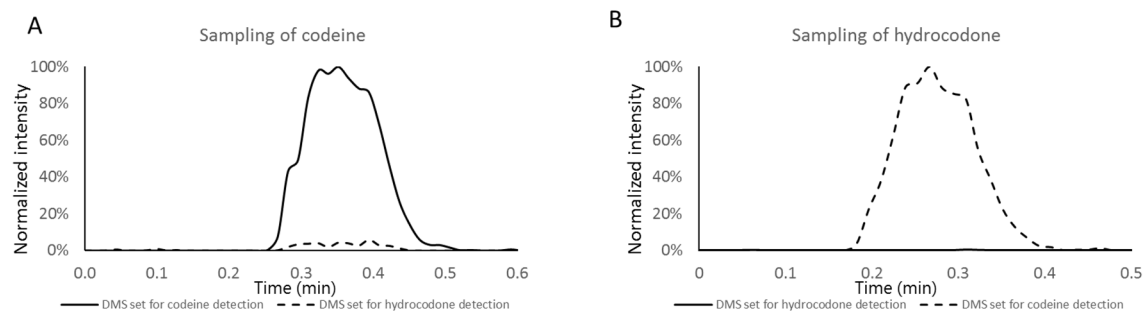 A
Sampling of codeine
Normalized intensity
100%
80%
60%
40%
20%
0%
0.0 0.1 0.2 0.3 0.4 0.5 0.6
Time (min)
DMS set for codeine detection DMS set for hydrocodone detection
B
Sampling of hydrocodone
Normalized intensity
100%
80%
60%
40%
20%
0%
0 0.1 0.2 0.3 0.4 0.5
Time (min)
DMS set for hydrocodone detection DMS set for codeine detection